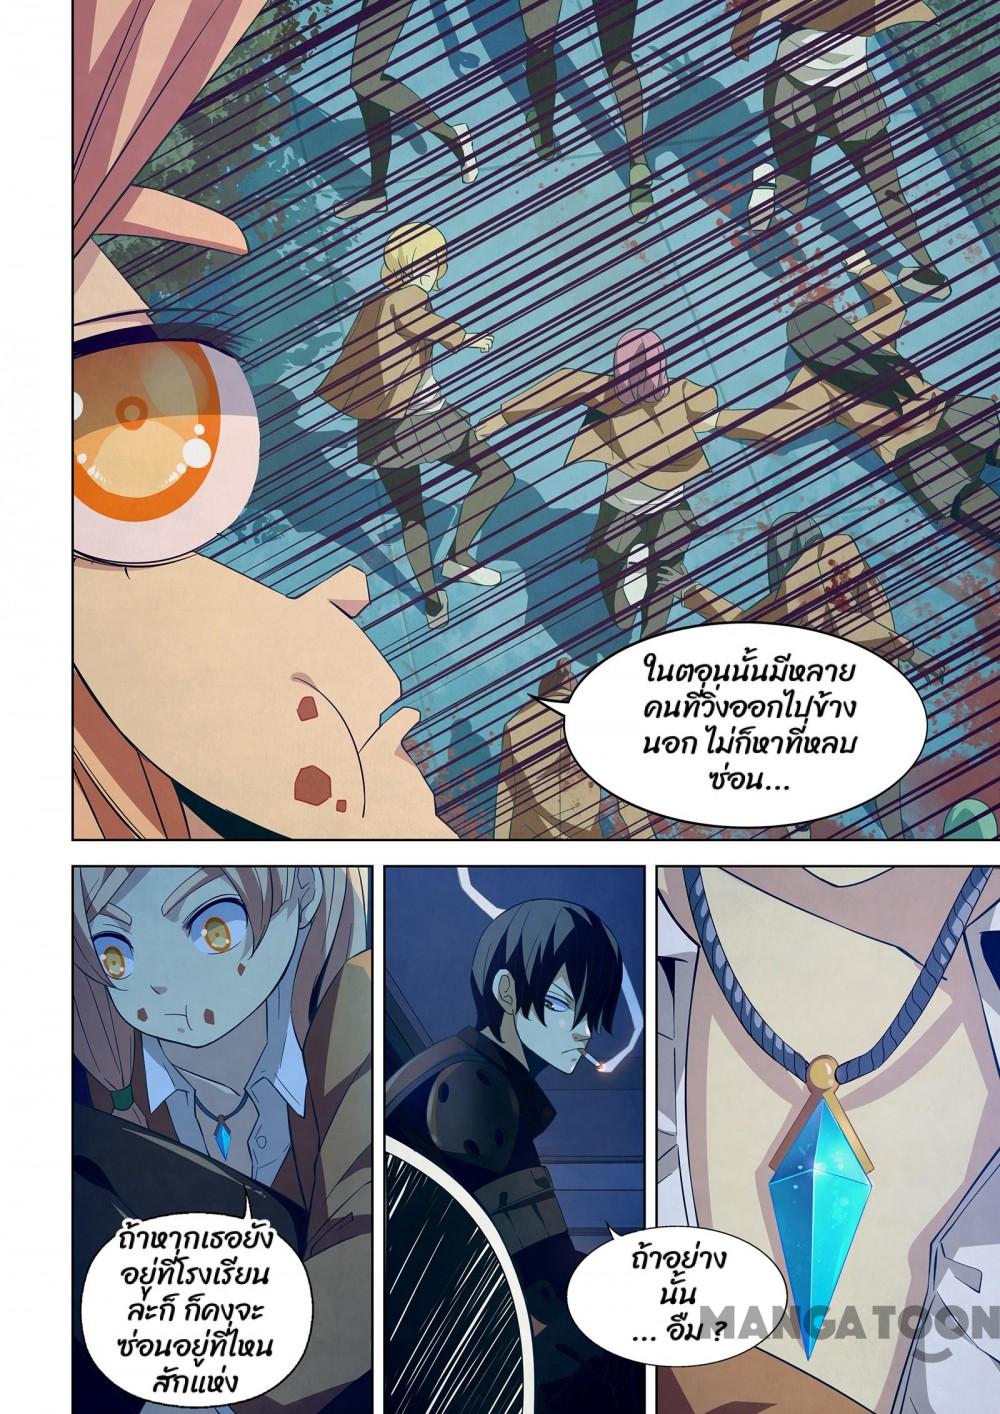 ในตอนนั้นมีหลาย
คนที่วิ่งออกไปข้าง
นอก ไม่ก็หาที่หลบ
ซ่อน...
ถ้าหากเธอยัง
อยู่ที่โรงเรียน
ละก็ ก็คงจะ
ซ่อนอยู่ที่ไหน
สักแห่ง
ถ้าอย่าง
นั้น
... อืม ?
MANGATOON